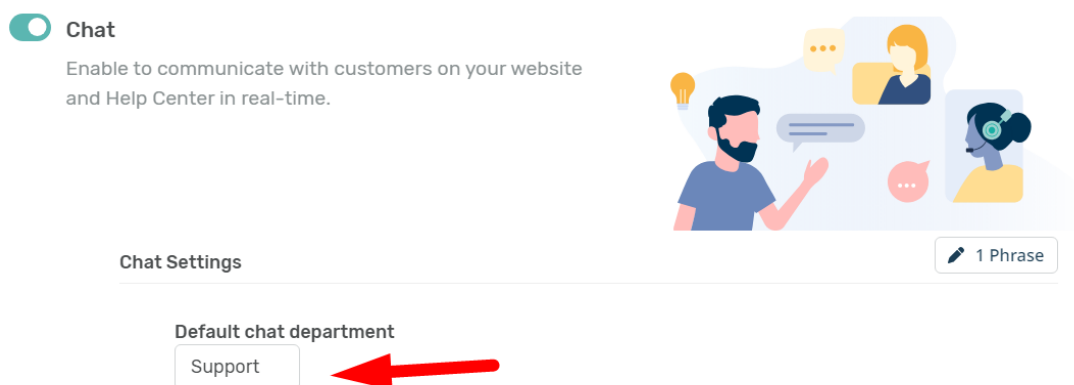 Chat
Enable to communicate with customers on your website
and Help Center in real-time.
Chat Settings
1 Phrase
Default chat department
Support